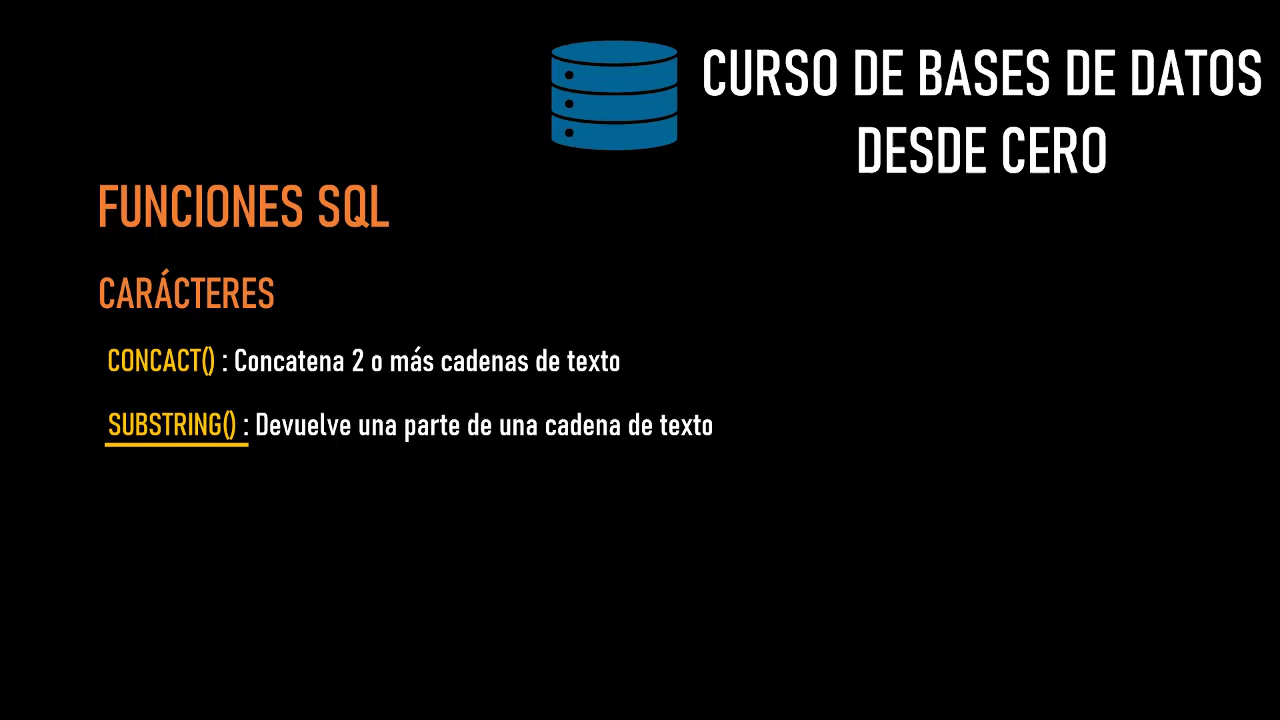 CURSO DE BASES DE DATOS
DESDE CERO
FUNCIONES SQL
CARÁCTERES
CONCACT() : Concatena 2 o más cadenas de texto
SUBSTRING() : Devuelve una parte de una cadena de texto